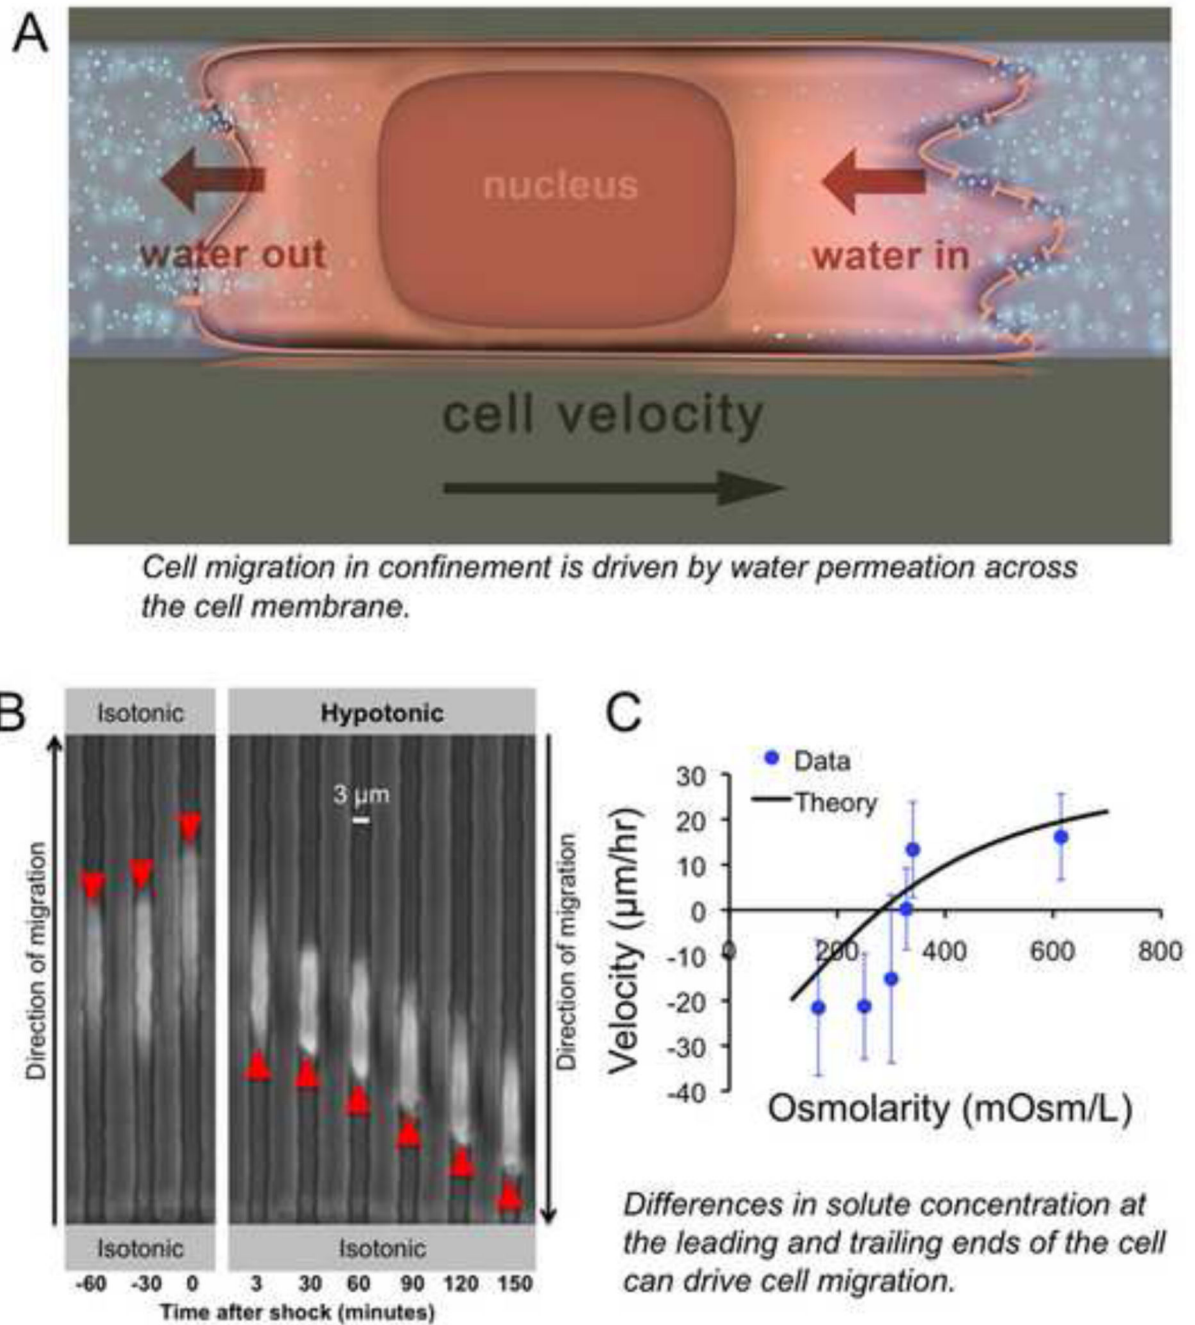 A
nucleus
water out
water in
cell velocity
Cell migration in confinement is driven by water permeation across
the cell membrane.
B
Isotonic
Hypotonic
Direction of migration
3 µm
Direction of migration
Isotonic
Isotonic
-60 -30 0 3 30 60 90 120 150
Time after shock (minutes)
C
Data
Theory
Velocity (µm/hr)
30
20
10
0
-10
-20
-30
-40
0 200 400 600 800
Osmolarity (mOsm/L)
Differences in solute concentration at
the leading and trailing ends of the cell
can drive cell migration.